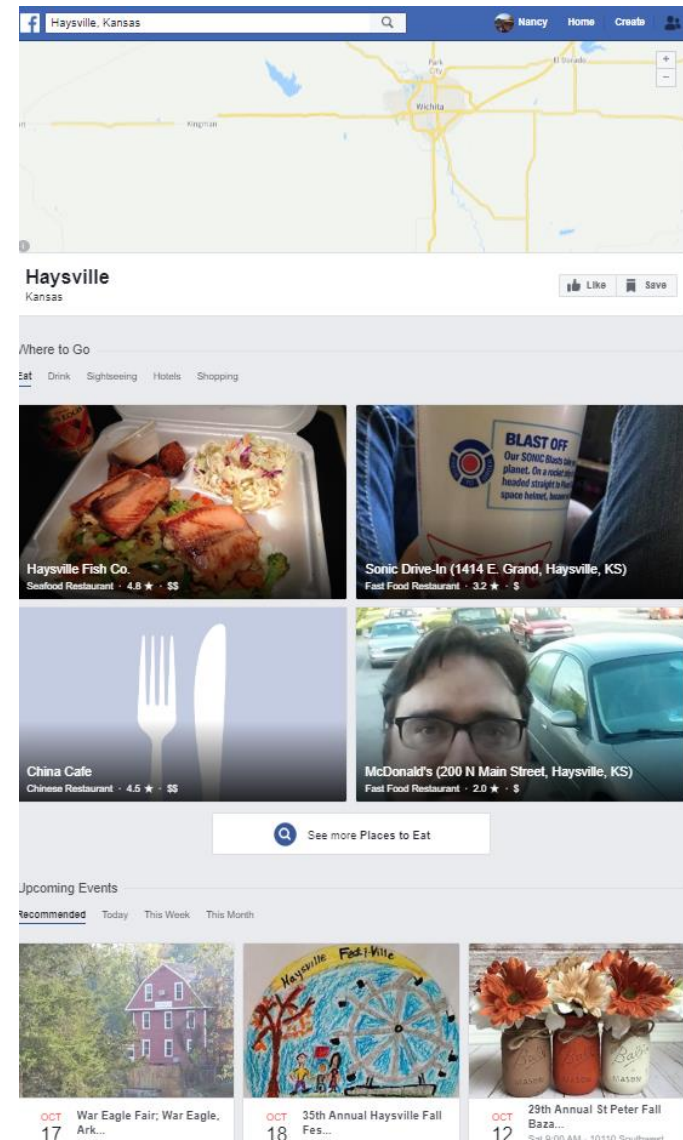 f Haysville, Kansas Nancy Home Create
Park City
El Dorado
Wichita
Kingman
+
-
Haysville
Kansas
Like Save
Where to Go
Eat Drink Sightseeing Hotels Shopping
BLAST OFF
Our SONIC Blasts
planet. On a rocket
headed straight
space helmet,
Haysville Fish Co.
Seafood Restaurant · 4.8 ★ · $$
Sonic Drive-In (1414 E. Grand, Haysville, KS)
Fast Food Restaurant · 3.2 ★ · $
China Cafe
Chinese Restaurant · 4.5 ★ · $$
McDonald's (200 N Main Street, Haysville, KS)
Fast Food Restaurant · 2.0 ★ · $
See more Places to Eat
Upcoming Events
Recommended Today This Week This Month
Haysville
Ball
MASON
MASON
MASON
OCT
17
War Eagle Fair; War Eagle,
Ark...
OCT
18
35th Annual Haysville Fall
Fes...
OCT
12
29th Annual St Peter Fall
Baza...
Sat 9:00 AM · 10110 Southwest